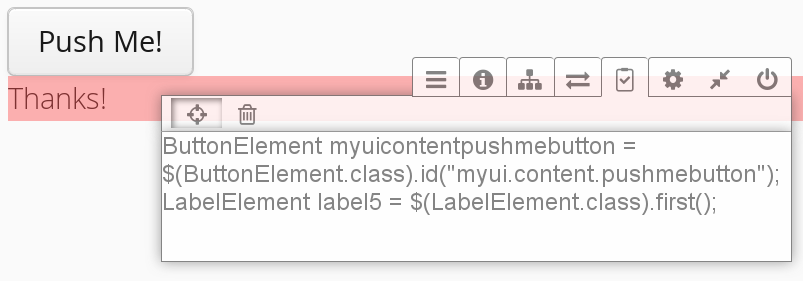 Push Me!
Thanks!
ButtonElement myuicontentpushmebutton =
$(ButtonElement.class).id("myui.content.pushmebutton");
LabelElement label5 = $(LabelElement.class).first();